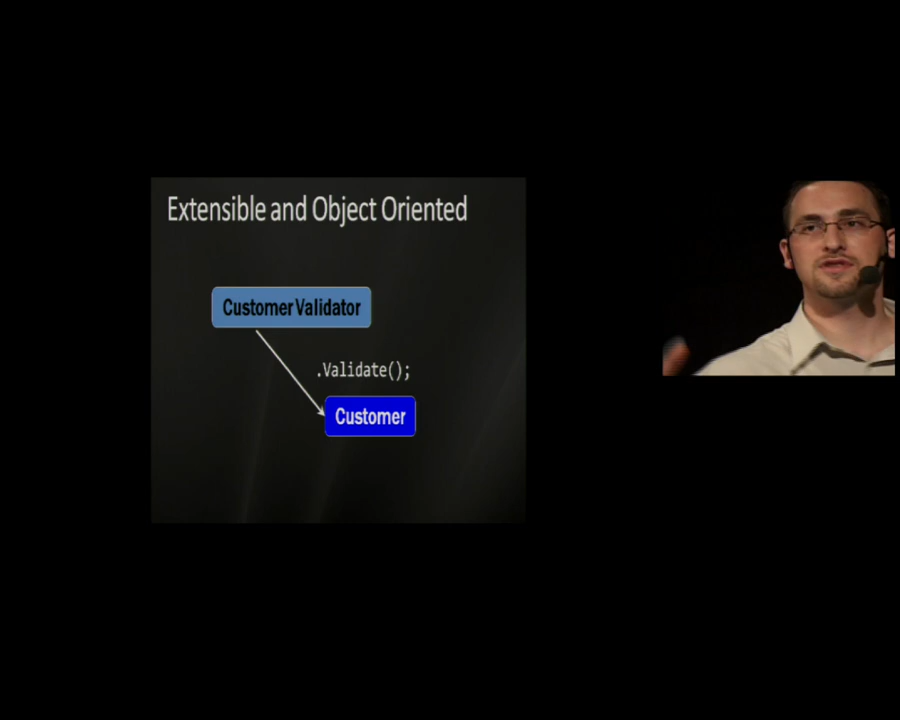 Extensible and Object Oriented
Customer Validator
.Validate();
Customer